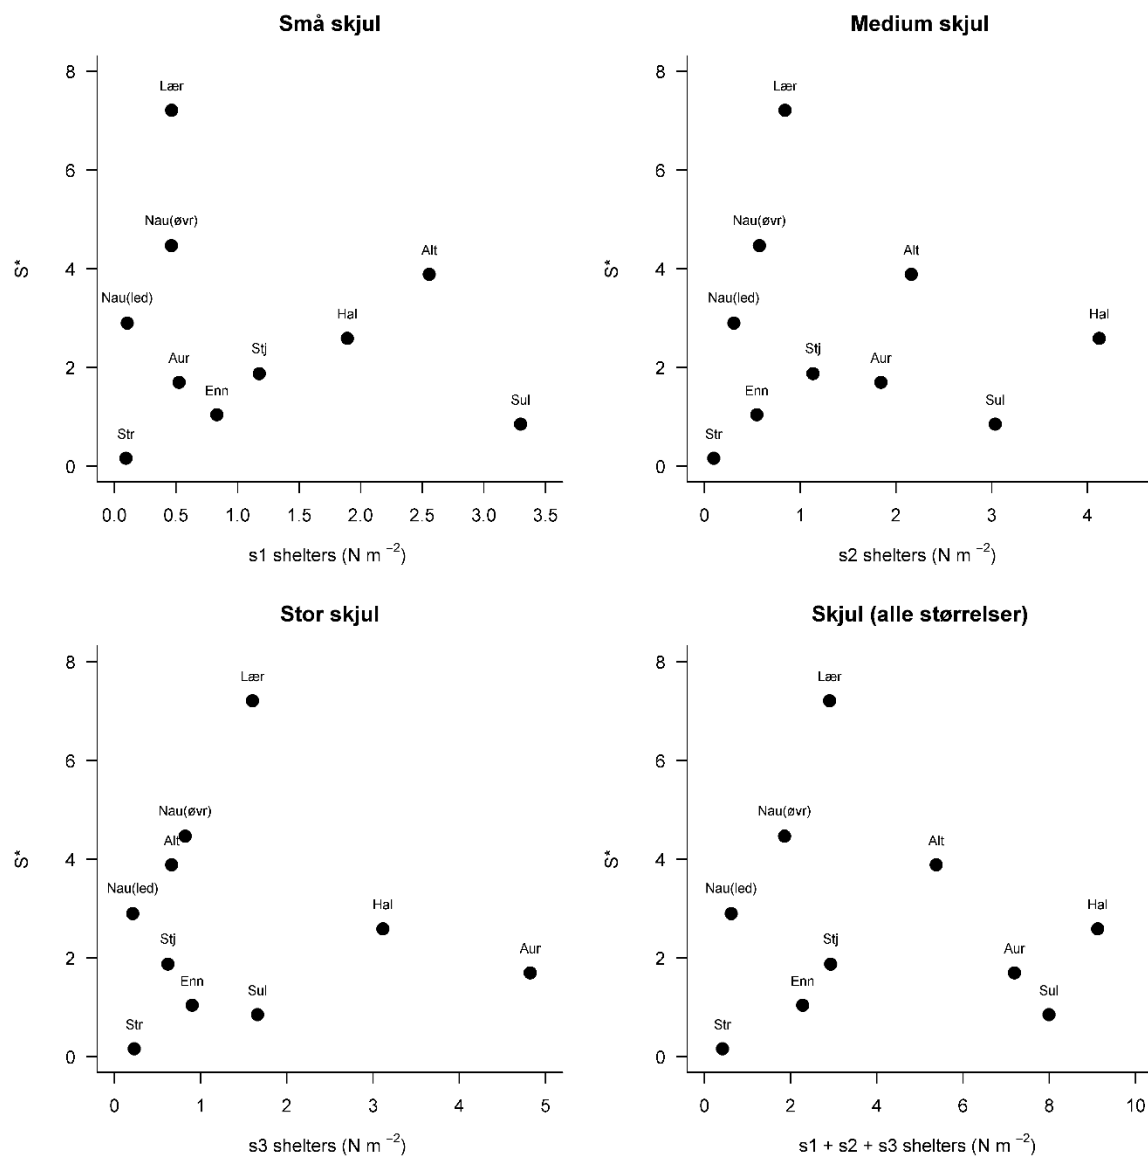 Små skjul
8
6
4
2
0
S*
Lær
Nau(øvr)
Alt
Nau(led)
Hal
Stj
Aur
Enn
Sul
Str
0.0 0.5 1.0 1.5 2.0 2.5 3.0 3.5
s1 shelters (N m −2)
Medium skjul
8
6
4
2
0
S*
Lær
Nau(øvr)
Alt
Nau(led)
Hal
Stj
Aur
Enn
Sul
Str
0 1 2 3 4
s2 shelters (N m −2)
Stor skjul
8
6
4
2
0
S*
Lær
Nau(øvr)
Alt
Nau(led)
Hal
Stj
Aur
Enn
Sul
Str
0 1 2 3 4 5
s3 shelters (N m −2)
Skjul (alle størrelser)
8
6
4
2
0
S*
Lær
Nau(øvr)
Alt
Nau(led)
Hal
Stj
Aur
Enn
Sul
Str
0 2 4 6 8 10
s1 + s2 + s3 shelters (N m −2)